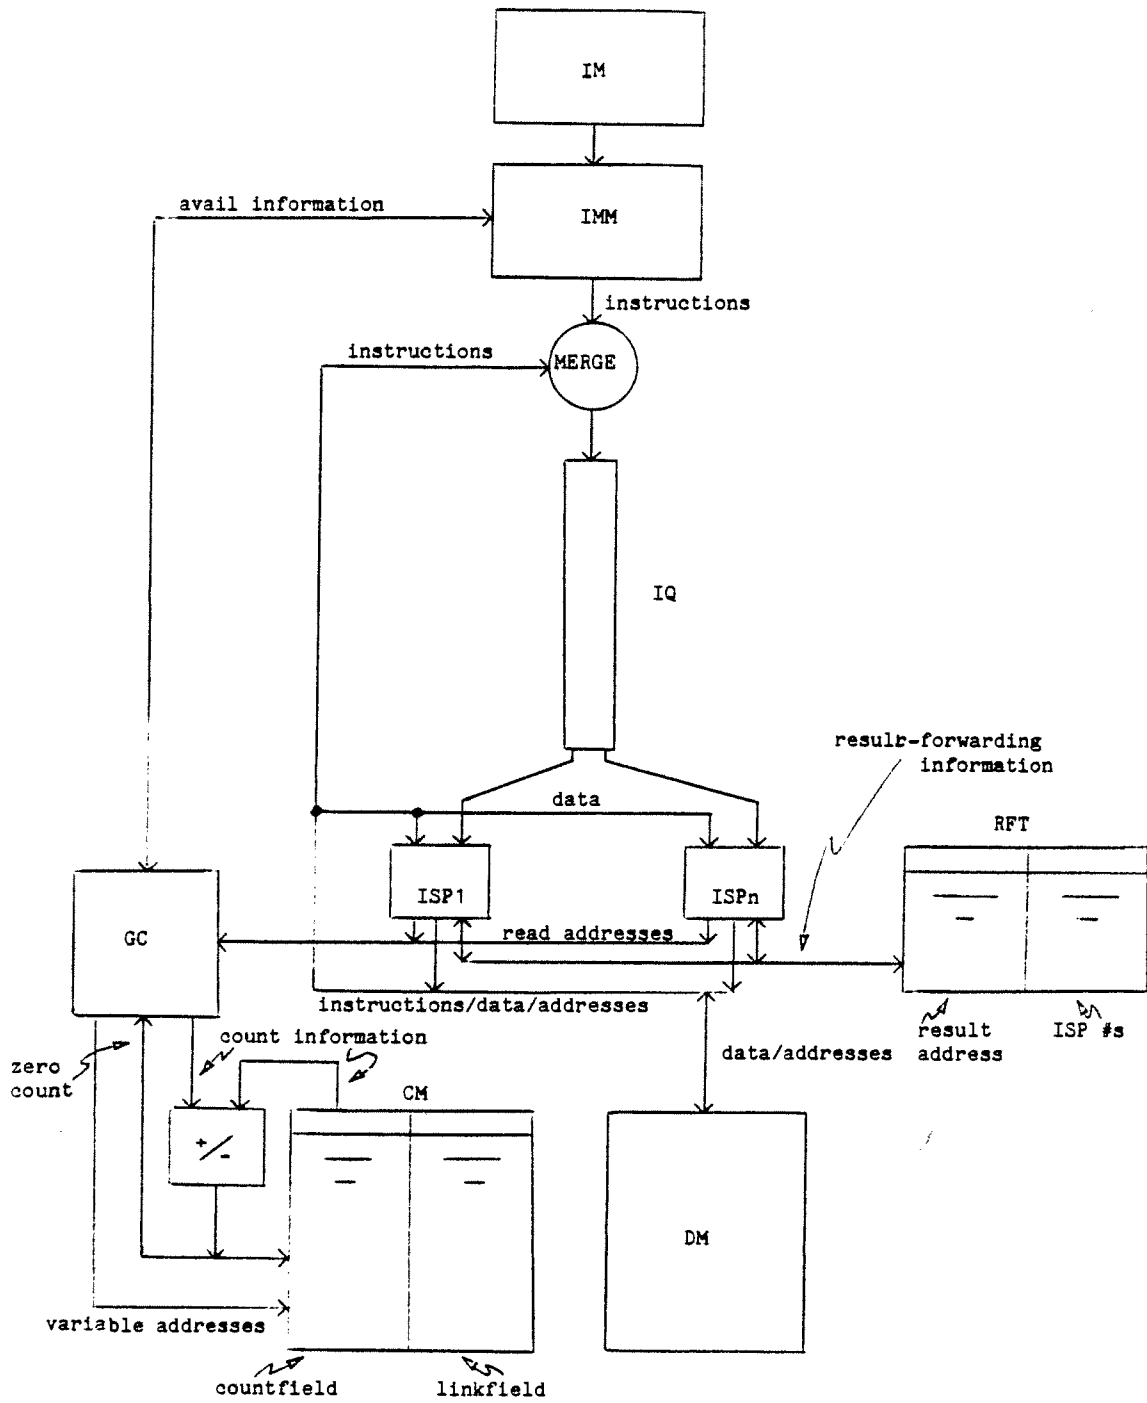 IM
avail information
IMM
instructions
instructions
MERGE
IQ
result-forwarding
information
data
RFT
ISP1
ISPn
GC
read addresses
instructions/data/addresses
result
address
ISP #s
zero
count
count information
data/addresses
CM
+/-
DM
variable addresses
countfield
linkfield